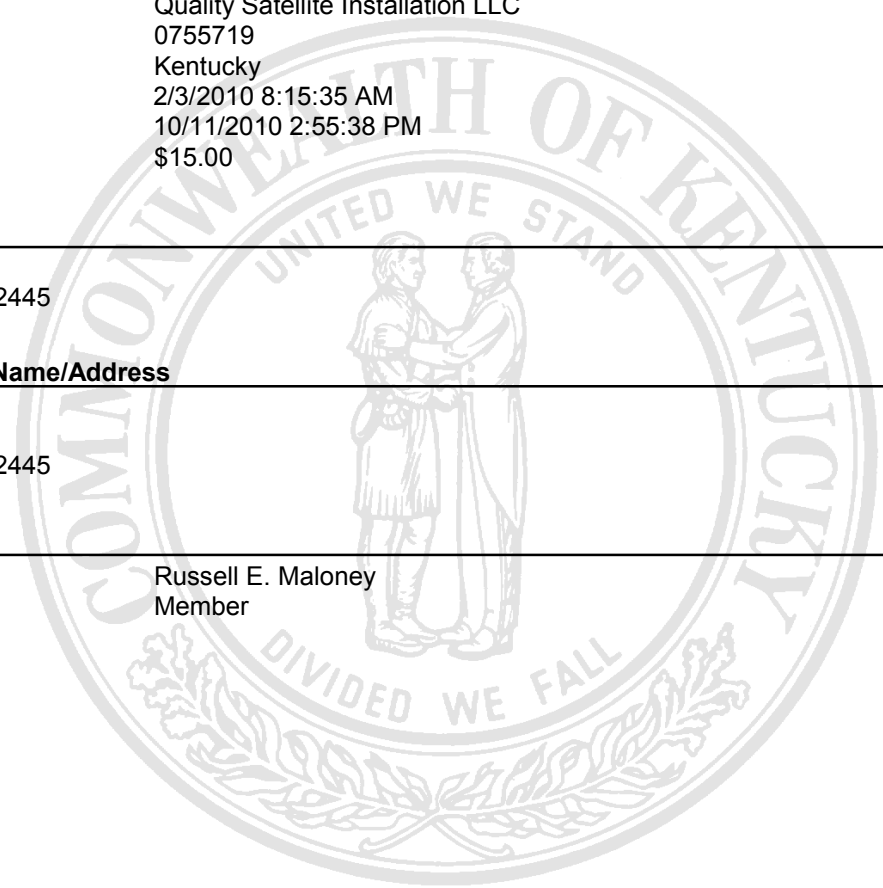 Quality Satellite Installation LLC
0755719
Kentucky
2/3/2010 8:15:35 AM
10/11/2010 2:55:38 PM
$15.00
2445
Name/Address
2445
Russell E. Maloney
Member
COMMONWEALTH OF KENTUCKY
UNITED WE STAND
DIVIDED WE FALL